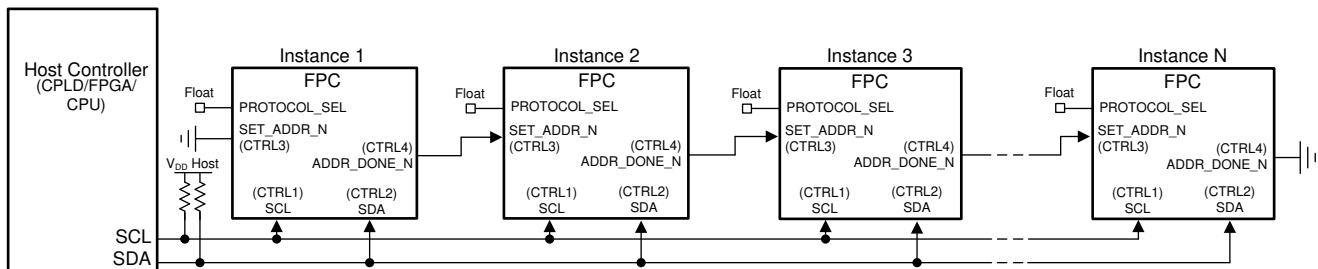 Host Controller
(CPLD/FPGA/
CPU)
SCL
SDA
V_DD Host
Instance 1
FPC
Float
PROTOCOL_SEL
SET_ADDR_N
(CTRL3)
(CTRL4)
ADDR_DONE_N
(CTRL1)
SCL
(CTRL2)
SDA
Instance 2
FPC
Float
PROTOCOL_SEL
SET_ADDR_N
(CTRL3)
(CTRL4)
ADDR_DONE_N
(CTRL1)
SCL
(CTRL2)
SDA
Instance 3
FPC
Float
PROTOCOL_SEL
SET_ADDR_N
(CTRL3)
(CTRL4)
ADDR_DONE_N
(CTRL1)
SCL
(CTRL2)
SDA
Instance N
FPC
Float
PROTOCOL_SEL
SET_ADDR_N
(CTRL3)
(CTRL4)
ADDR_DONE_N
(CTRL1)
SCL
(CTRL2)
SDA